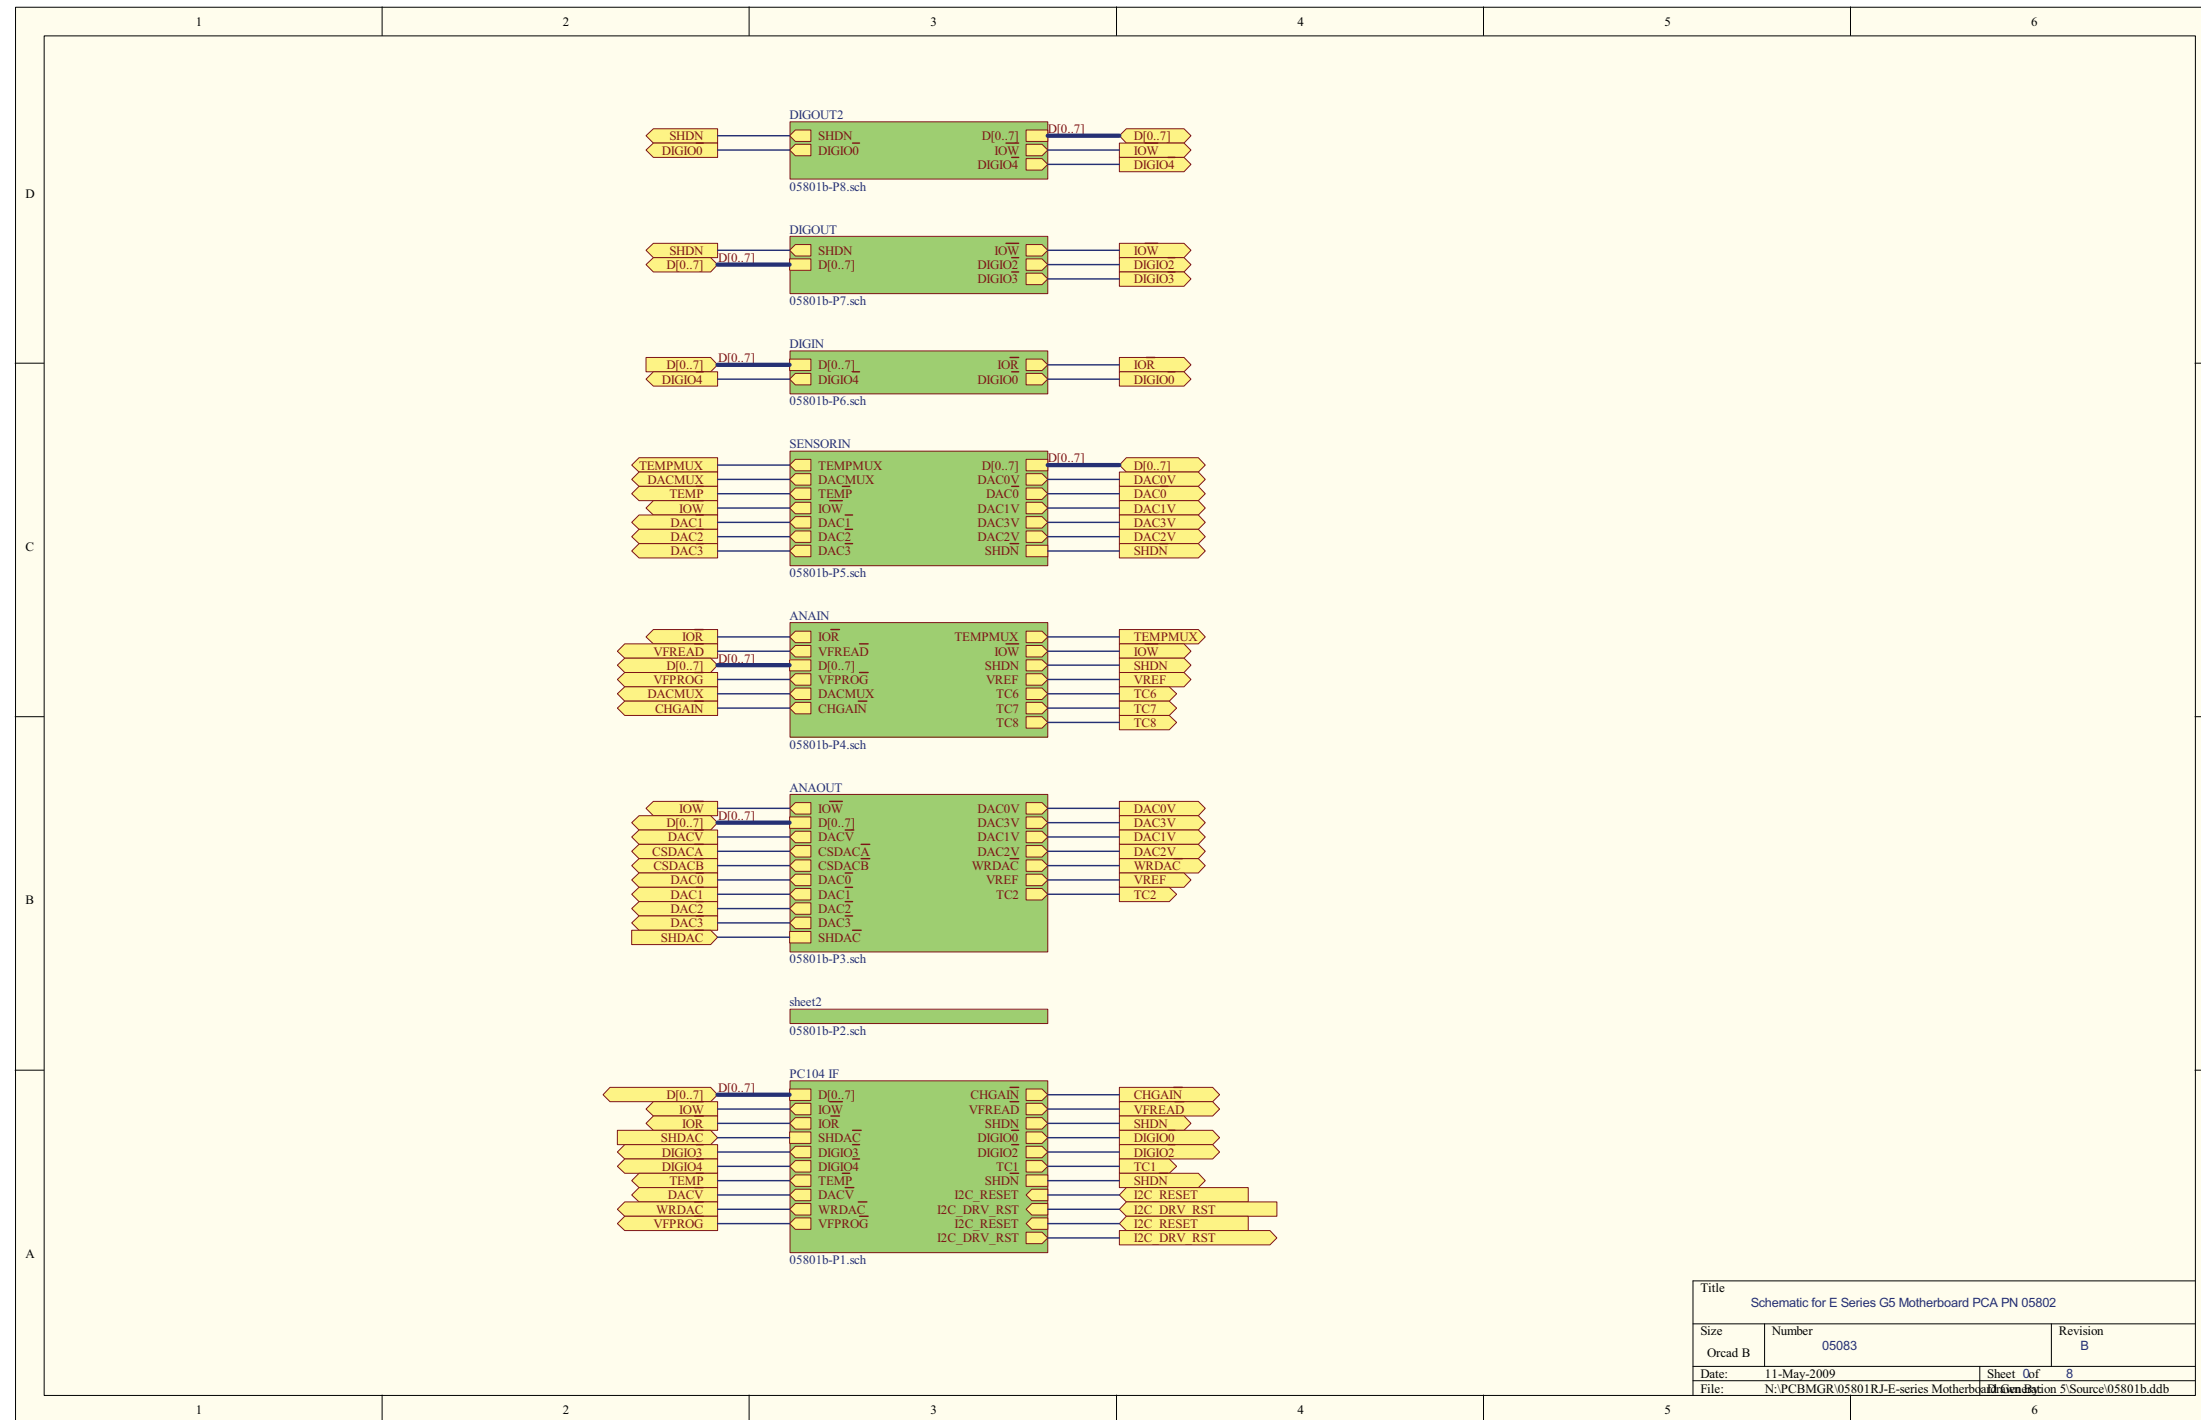 1 2 3 4 5 6
D
C
B
A
DIGOUT2
SHDN SHDN D[0..7] D[0..7] D[0..7]
DIGIO0 DIGIO0 IOW IOW
DIGIO4 DIGIO4
05801b-P8.sch
DIGOUT
SHDN SHDN IOW IOW
D[0..7] D[0..7] D[0..7] DIGIO2 DIGIO2
DIGIO3 DIGIO3
05801b-P7.sch
DIGIN
D[0..7] D[0..7] D[0..7] IOR IOR
DIGIO4 DIGIO4 DIGIO0 DIGIO0
05801b-P6.sch
SENSORIN
TEMPMUX TEMPMUX D[0..7] D[0..7] D[0..7]
DACMUX DACMUX DAC0V DAC0V
TEMP TEMP DAC0 DAC0
IOW IOW DAC1V DAC1V
DAC1 DAC1 DAC3V DAC3V
DAC2 DAC2 DAC2V DAC2V
DAC3 DAC3 SHDN SHDN
05801b-P5.sch
ANAIN
IOR IOR TEMPMUX TEMPMUX
VFREAD VFREAD IOW IOW
D[0..7] D[0..7] D[0..7] SHDN SHDN
VFPROG VFPROG VREF VREF
DACMUX DACMUX TC6 TC6
CHGAIN CHGAIN TC7 TC7
TC8 TC8
05801b-P4.sch
ANAOUT
IOW IOW DAC0V DAC0V
D[0..7] D[0..7] D[0..7] DAC3V DAC3V
DACV DACV DAC1V DAC1V
CSDACA CSDACA DAC2V DAC2V
CSDACB CSDACB WRDAC WRDAC
DAC0 DAC0 VREF VREF
DAC1 DAC1 TC2 TC2
DAC2 DAC2
DAC3 DAC3
SHDAC SHDAC
05801b-P3.sch
sheet2
05801b-P2.sch
PC104 IF
D[0..7] D[0..7] D[0..7] CHGAIN CHGAIN
IOW IOW VFREAD VFREAD
IOR IOR SHDN SHDN
SHDAC SHDAC DIGIO0 DIGIO0
DIGIO3 DIGIO3 DIGIO2 DIGIO2
DIGIO4 DIGIO4 TC1 TC1
TEMP TEMP SHDN SHDN
DACV DACV I2C_RESET I2C_RESET
WRDAC WRDAC I2C_DRV_RST I2C_DRV_RST
VFPROG VFPROG I2C_RESET I2C_RESET
I2C_DRV_RST I2C_DRV_RST
05801b-P1.sch
Title
Schematic for E Series G5 Motherboard PCA PN 05802
Size Number Revision
Orcad B 05083 B
Date: 11-May-2009 Sheet 0 of 8
File: N:\PCBMGR\05801RJ-E-series Motherboard Generation 5\Source\05801b.ddb
Drawn By:
1 2 3 4 5 6